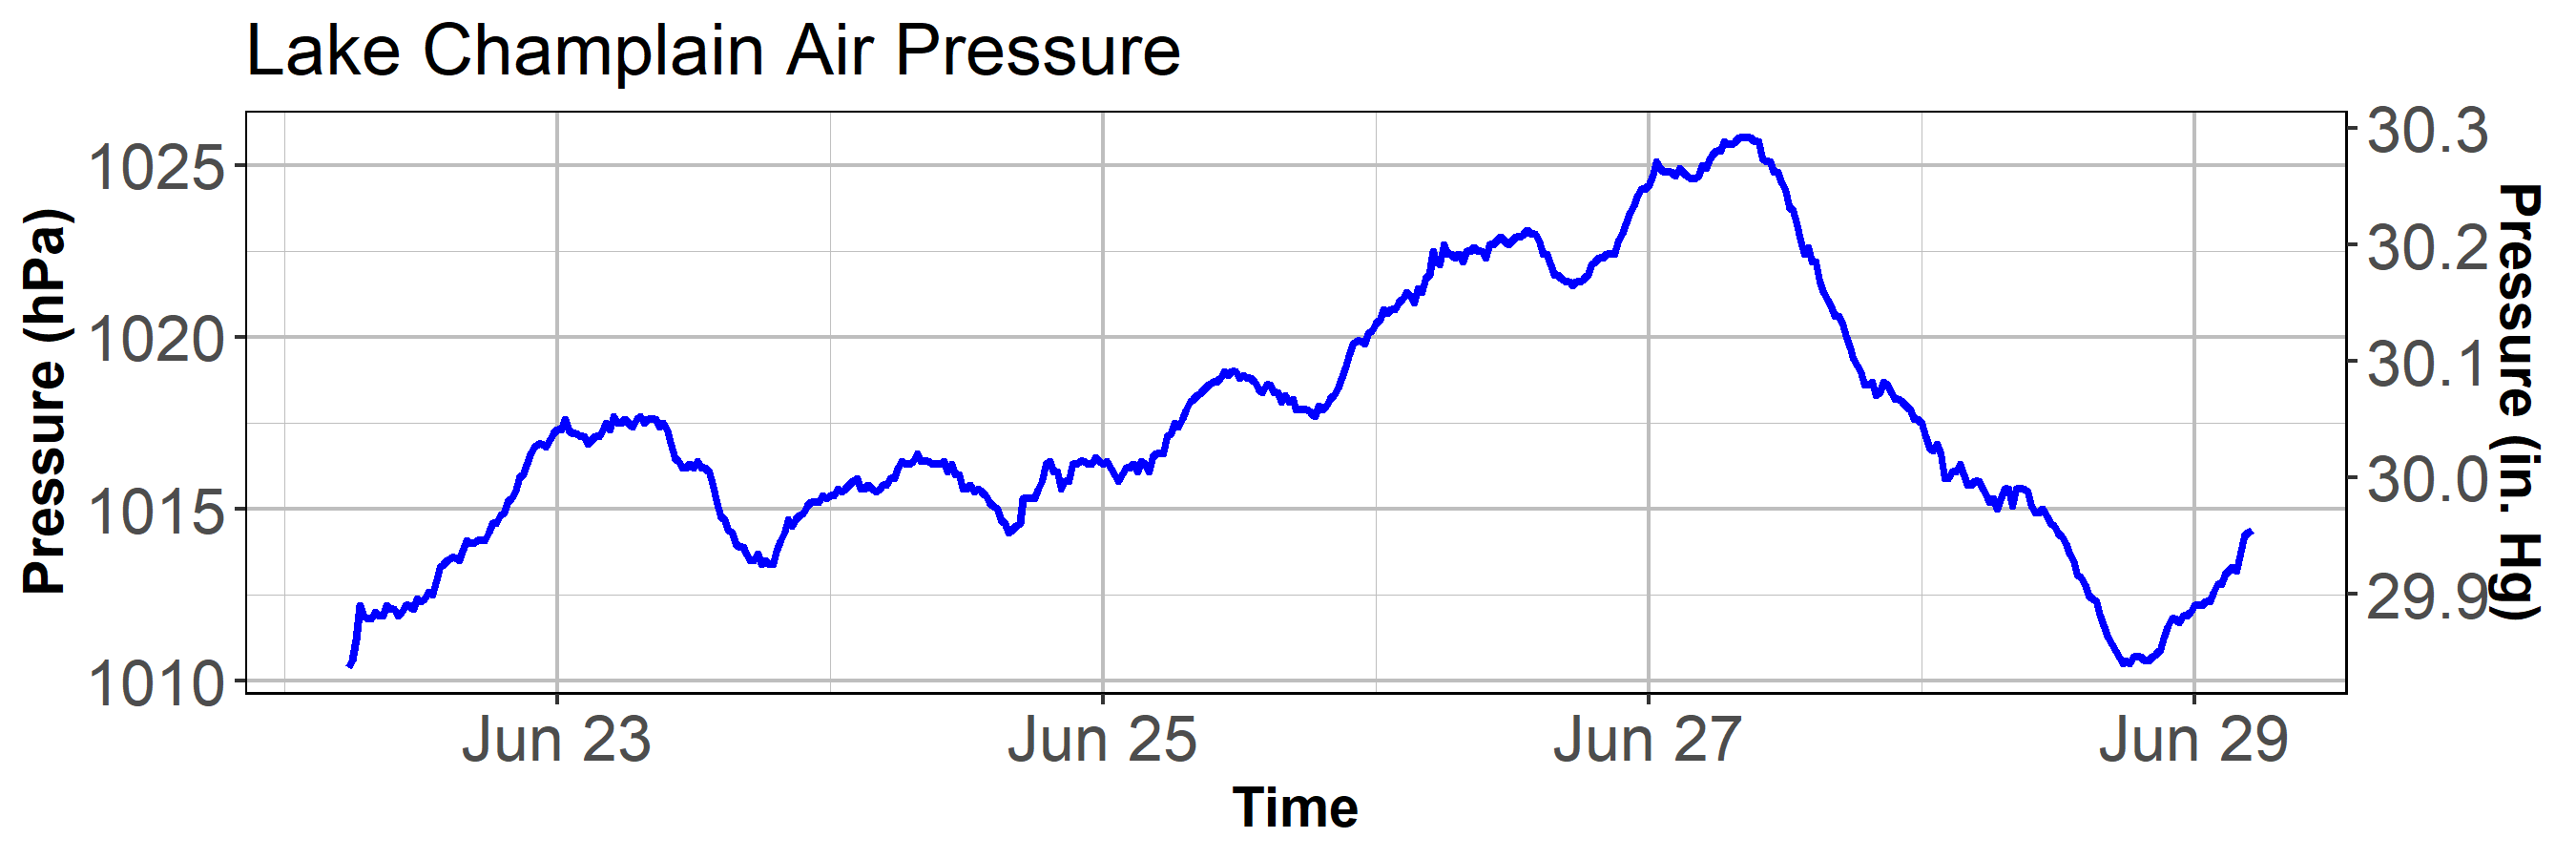 Lake Champlain Air Pressure
Pressure (hPa)
1025
1020
1015
1010
30.3
30.2
30.1
30.0
29.9
Pressure (in. Hg)
Jun 23
Jun 25
Jun 27
Jun 29
Time